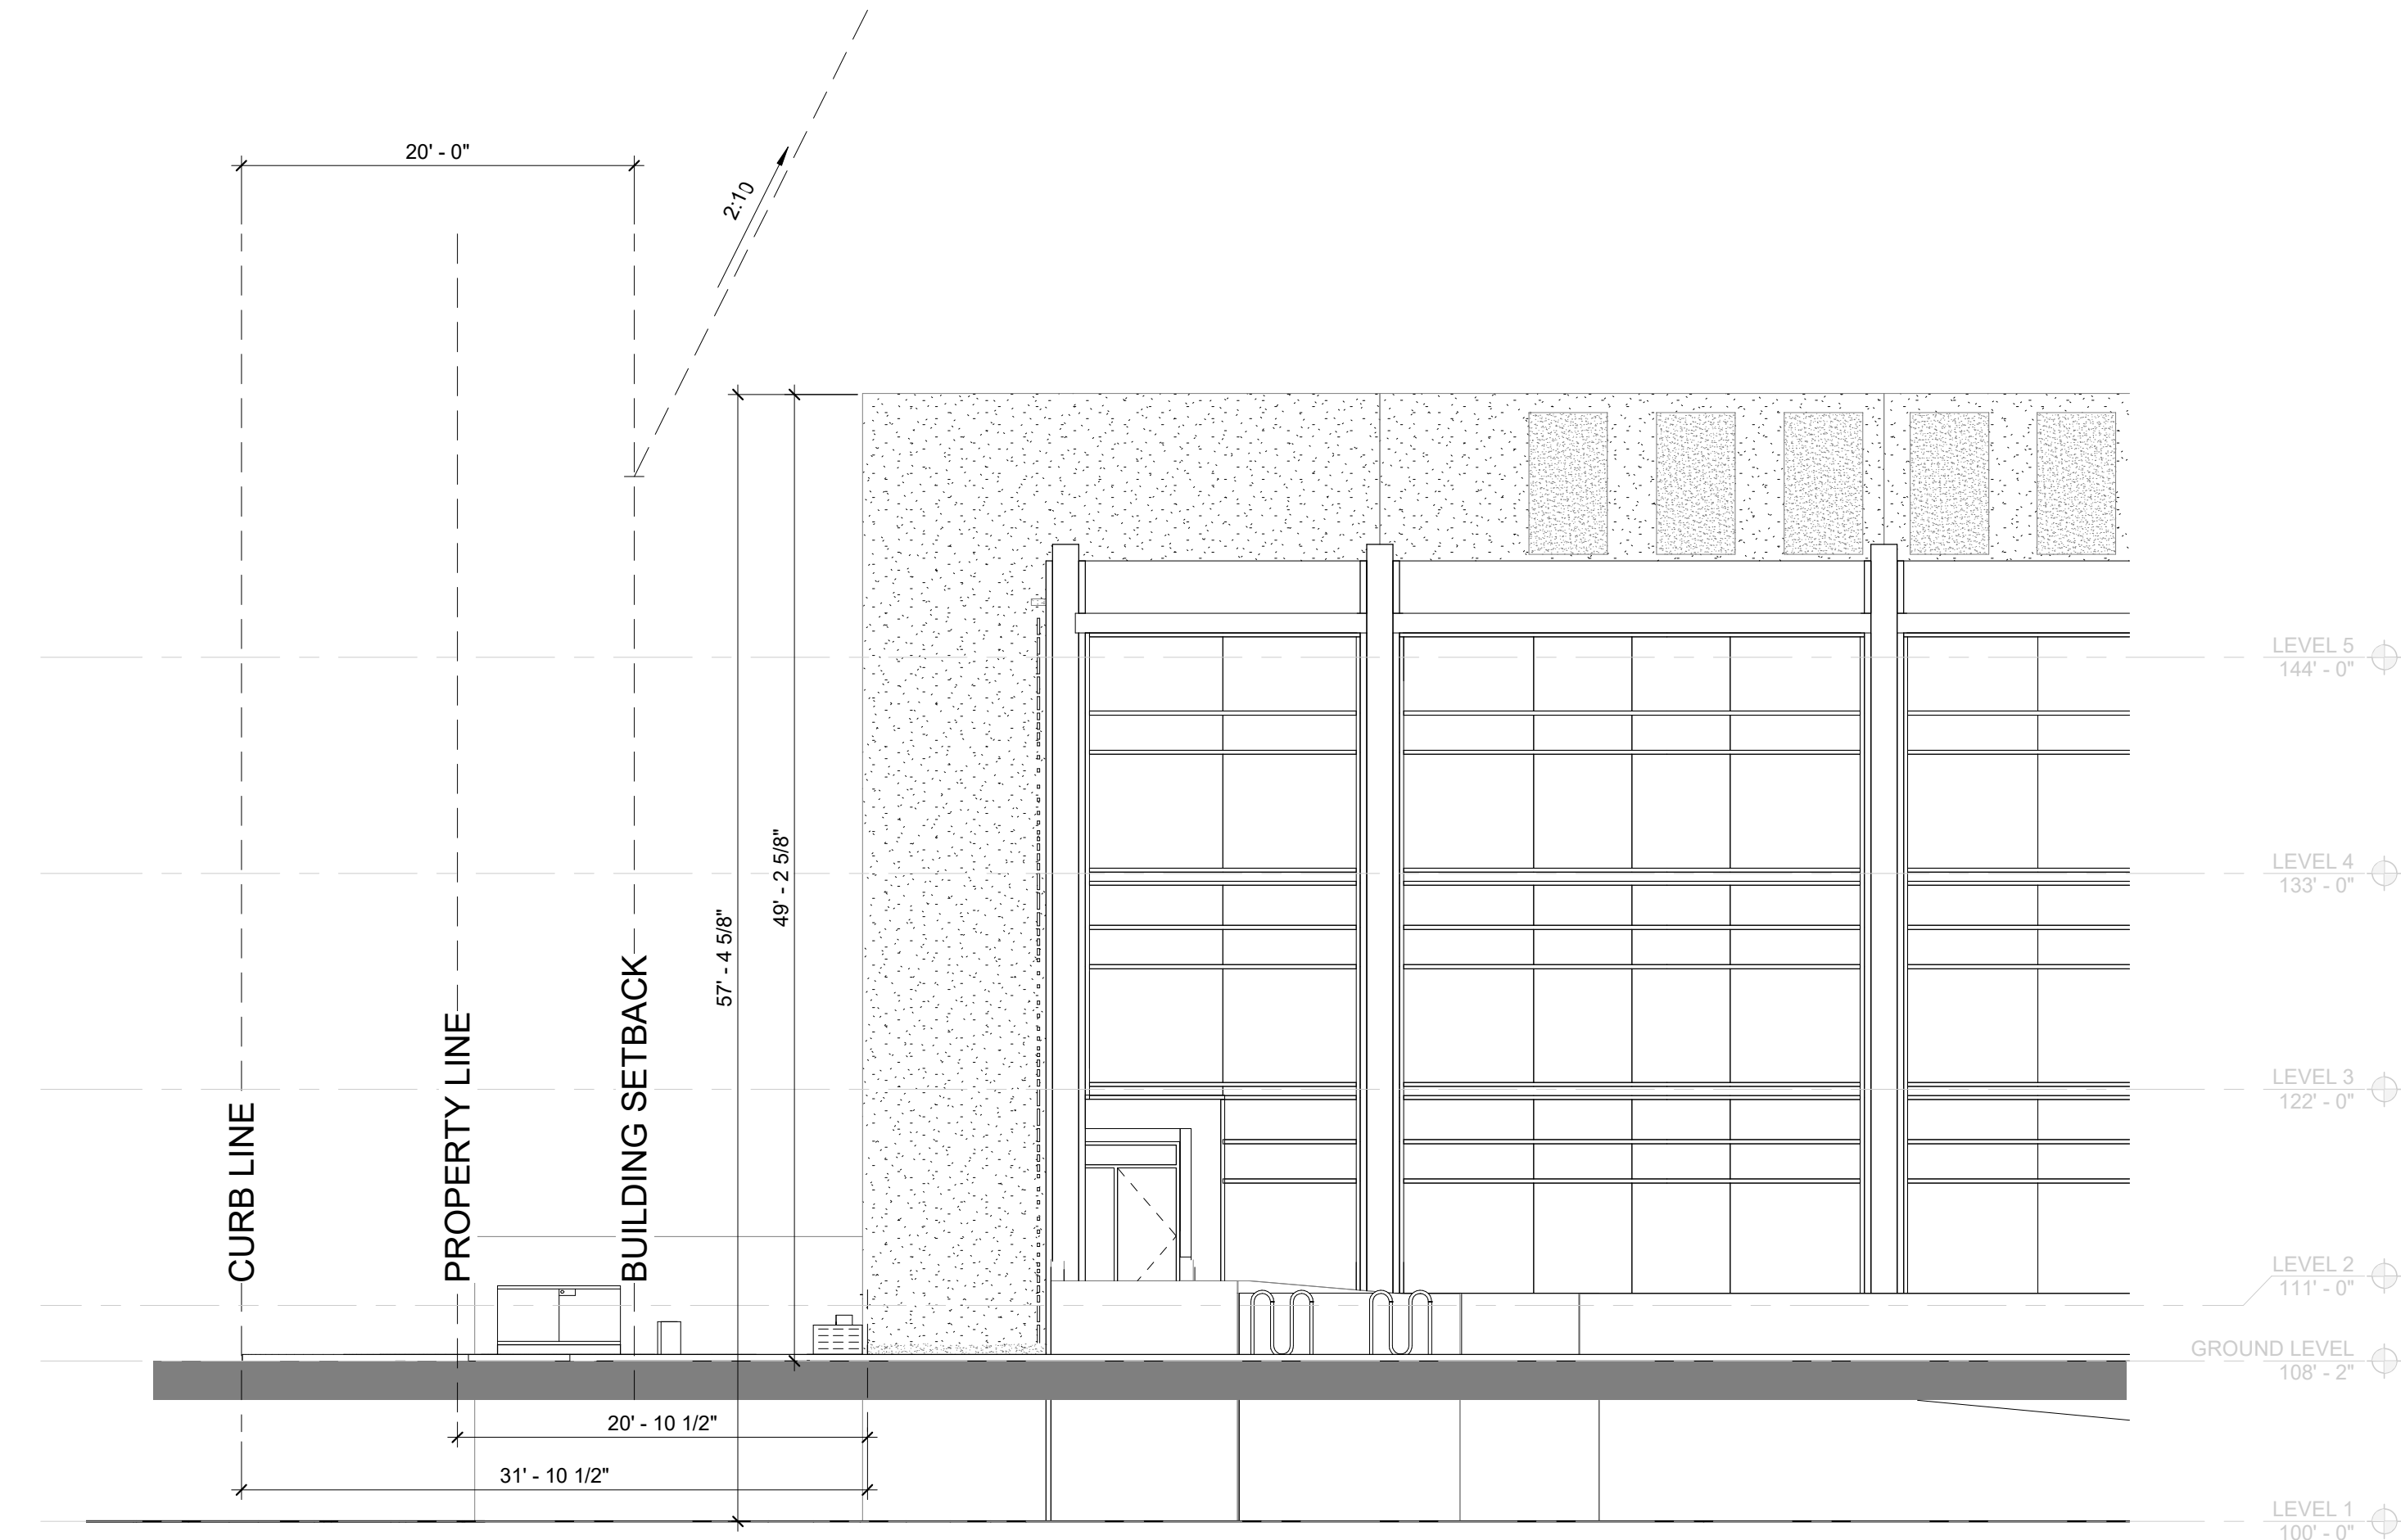 20' - 0"
2:10
57' - 4 5/8"
49' - 2 5/8"
CURB LINE
PROPERTY LINE
BUILDING SETBACK
LEVEL 5
144' - 0"
LEVEL 4
133' - 0"
LEVEL 3
122' - 0"
LEVEL 2
111' - 0"
GROUND LEVEL
108' - 2"
20' - 10 1/2"
31' - 10 1/2"
LEVEL 1
100' - 0"